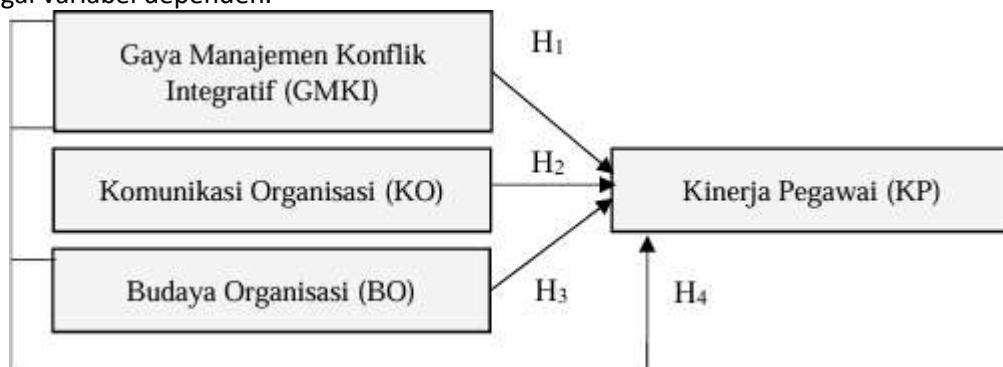 gai variabel dependen.
Gaya Manajemen Konflik
Integratif (GMKI)
H1
Komunikasi Organisasi (KO)
H2
Kinerja Pegawai (KP)
Budaya Organisasi (BO)
H3
H4